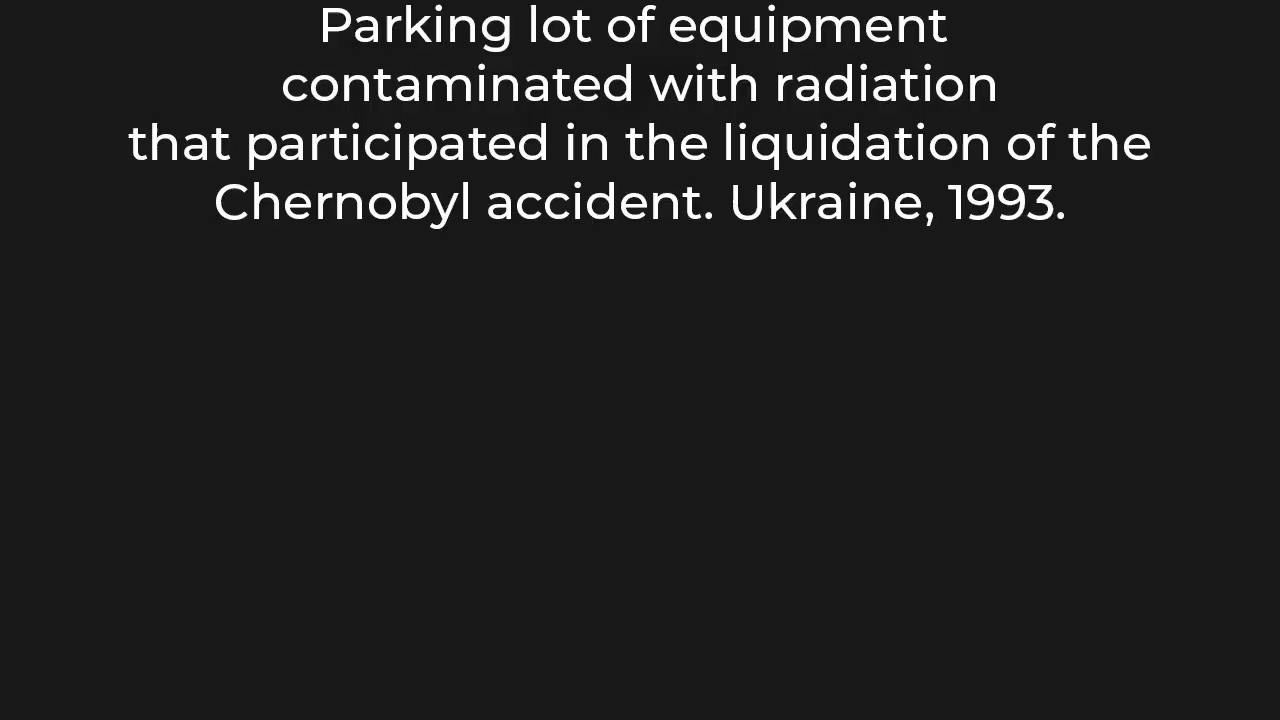 Parking lot of equipment
contaminated with radiation
that participated in the liquidation of the
Chernobyl accident. Ukraine, 1993.